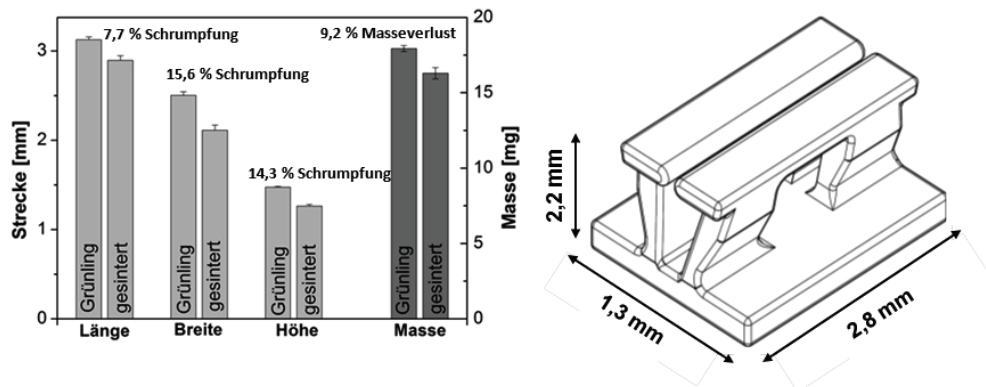 7,7 % Schrumpfung
15,6 % Schrumpfung
14,3 % Schrumpfung
9,2 % Masseverlust
Strecke [mm]
3
2
1
0
Grünling
gesintert
Grünling
gesintert
Grünling
gesintert
Grünling
gesintert
Länge
Breite
Höhe
Masse
20
15
10
5
0
Masse [mg]
2,2 mm
1,3 mm
2,8 mm